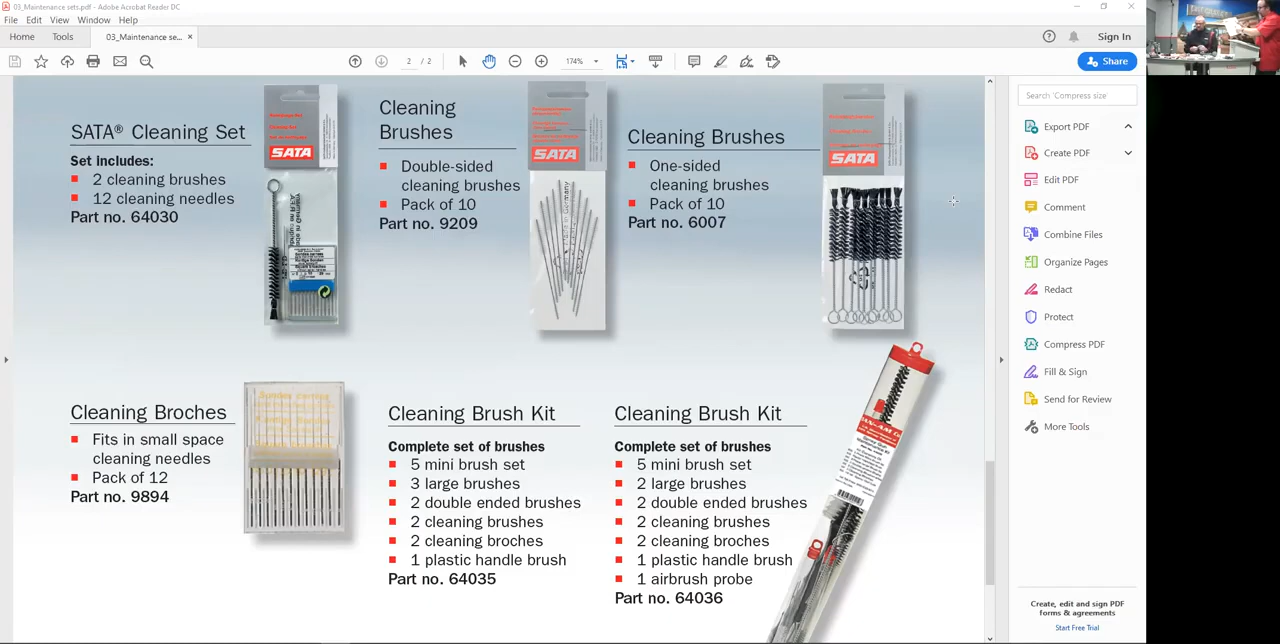 03_Maintenance sets.pdf - Adobe Acrobat Reader DC
File Edit View Window Help
Home Tools 03_Maintenance se... × Sign In
2 / 2 174% Share
SATA® Cleaning Set
Set includes:
2 cleaning brushes
12 cleaning needles
Part no. 64030
SATA
Cleaning
Brushes
Double-sided
cleaning brushes
Pack of 10
Part no. 9209
SATA
Cleaning Brushes
One-sided
cleaning brushes
Pack of 10
Part no. 6007
SATA
Cleaning Broches
Fits in small space
cleaning needles
Pack of 12
Part no. 9894
Cleaning Brush Kit
Complete set of brushes
5 mini brush set
3 large brushes
2 double ended brushes
2 cleaning brushes
2 cleaning broches
1 plastic handle brush
Part no. 64035
Cleaning Brush Kit
Complete set of brushes
5 mini brush set
2 large brushes
2 double ended brushes
2 cleaning brushes
2 cleaning broches
1 plastic handle brush
1 airbrush probe
Part no. 64036
Search 'Compress size'
Export PDF
Create PDF
Edit PDF
Comment
Combine Files
Organize Pages
Redact
Protect
Compress PDF
Fill & Sign
Send for Review
More Tools
Create, edit and sign PDF
forms & agreements
Start Free Trial